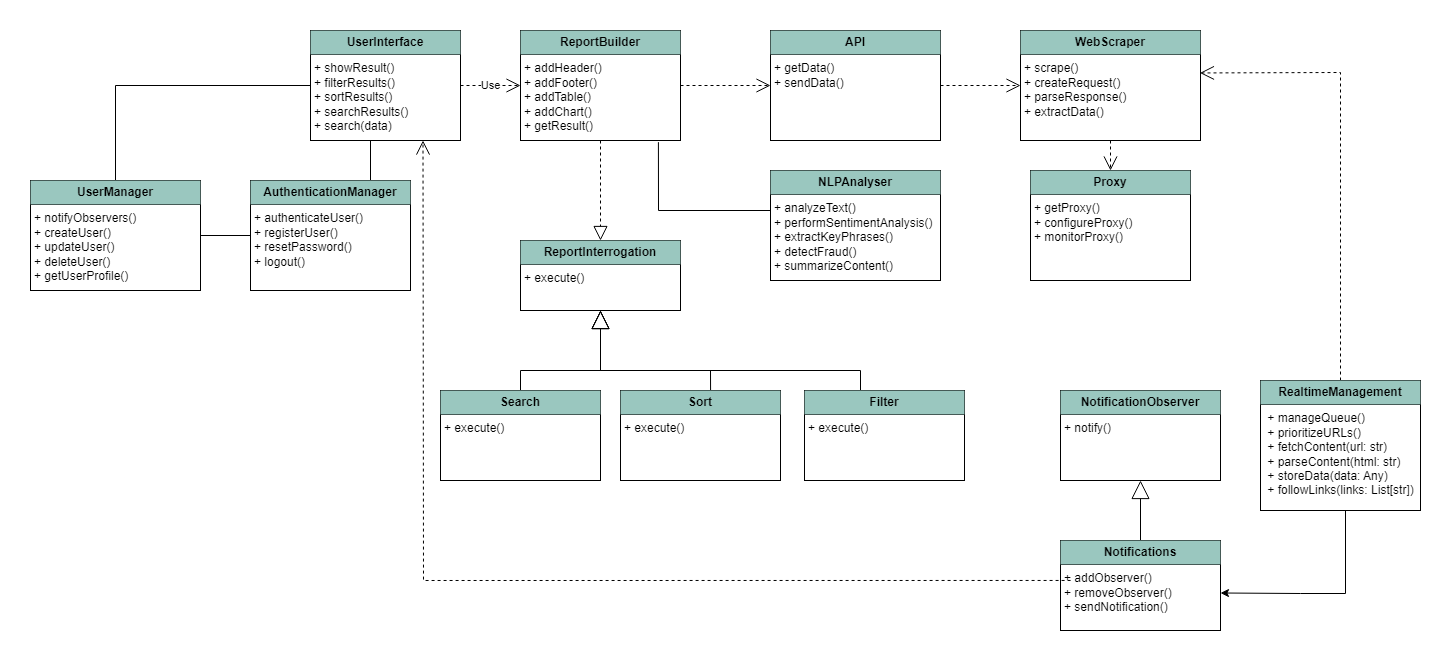 UserInterface
+ showResult()
+ filterResults()
+ sortResults()
+ searchResults()
+ search(data)
Use
ReportBuilder
+ addHeader()
+ addFooter()
+ addTable()
+ addChart()
+ getResult()
API
+ getData()
+ sendData()
WebScraper
+ scrape()
+ createRequest()
+ parseResponse()
+ extractData()
UserManager
+ notifyObservers()
+ createUser()
+ updateUser()
+ deleteUser()
+ getUserProfile()
AuthenticationManager
+ authenticateUser()
+ registerUser()
+ resetPassword()
+ logout()
NLPAnalyser
+ analyzeText()
+ performSentimentAnalysis()
+ extractKeyPhrases()
+ detectFraud()
+ summarizeContent()
Proxy
+ getProxy()
+ configureProxy()
+ monitorProxy()
ReportInterrogation
+ execute()
Search
+ execute()
Sort
+ execute()
Filter
+ execute()
NotificationObserver
+ notify()
RealtimeManagement
+ manageQueue()
+ prioritizeURLs()
+ fetchContent(url: str)
+ parseContent(html: str)
+ storeData(data: Any)
+ followLinks(links: List[str])
Notifications
+ addObserver()
+ removeObserver()
+ sendNotification()